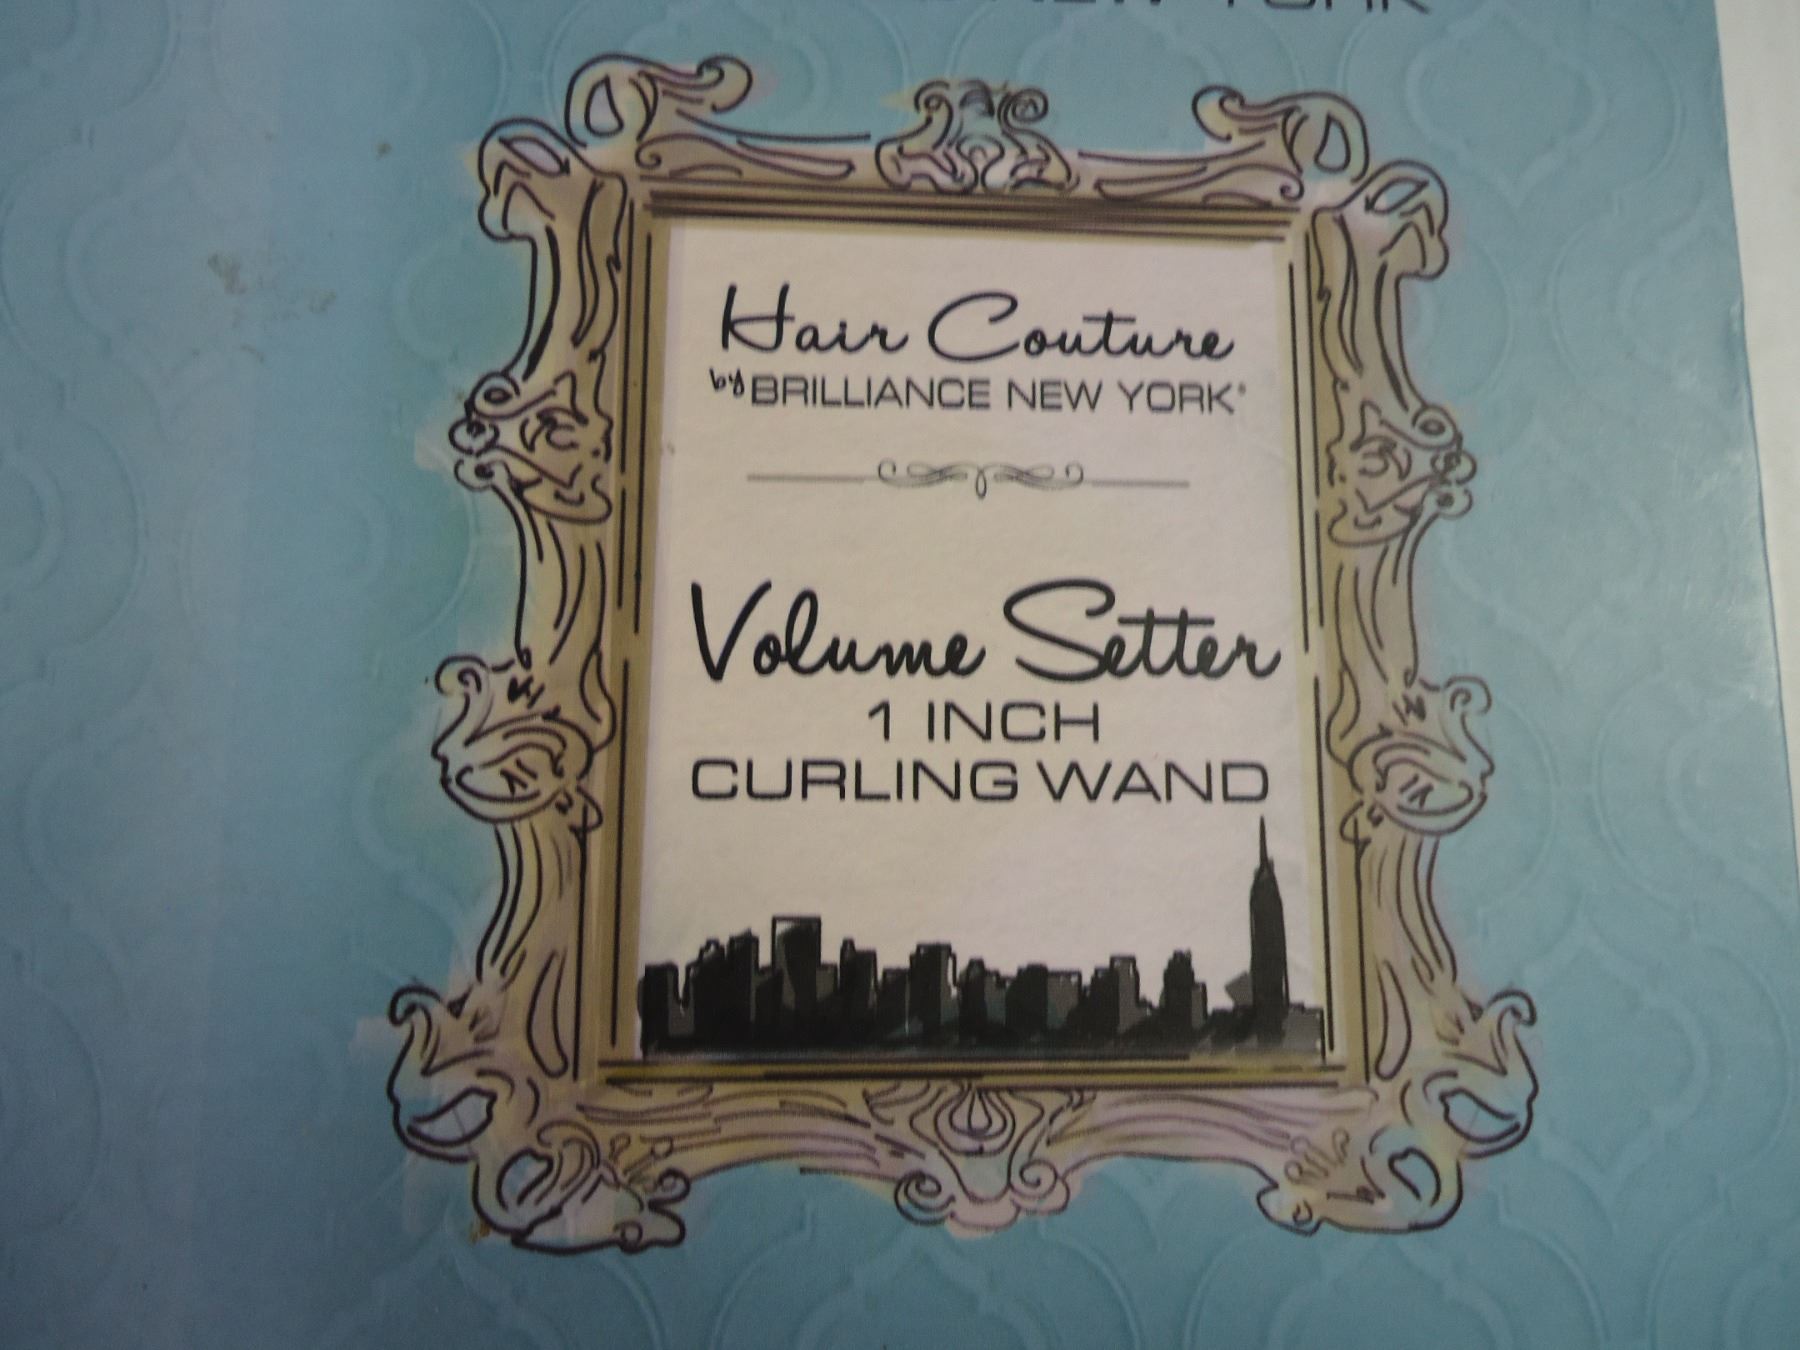 Hair Couture
by BRILLIANCE NEW YORK®
Volume Setter
1 INCH
CURLING WAND